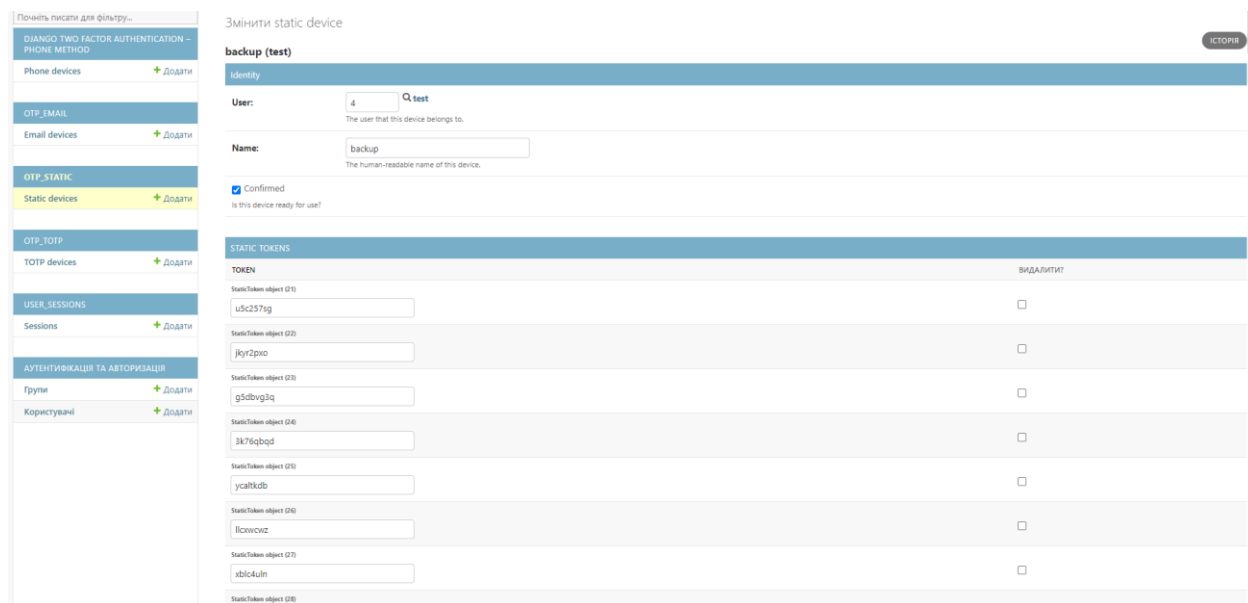 Почніть писати для фільтру...
DJANGO TWO FACTOR AUTHENTICATION –
PHONE METHOD
Phone devices + Додати
OTP_EMAIL
Email devices + Додати
OTP_STATIC
Static devices + Додати
OTP_TOTP
TOTP devices + Додати
USER_SESSIONS
Sessions + Додати
АУТЕНТИФІКАЦІЯ ТА АВТОРИЗАЦІЯ
Групи + Додати
Користувачі + Додати
Змінити static device
ІСТОРІЯ
backup (test)
Identity
User: 4 test
The user that this device belongs to.
Name: backup
The human-readable name of this device.
Confirmed
Is this device ready for use?
STATIC TOKENS
TOKEN ВИДАЛИТИ?
StaticToken object (21)
u5c257sg
StaticToken object (22)
jkyr2pxo
StaticToken object (23)
g5dbvg3q
StaticToken object (24)
3k76qbqd
StaticToken object (25)
ycaltkdb
StaticToken object (26)
llcxwcwz
StaticToken object (27)
xblc4uln
StaticToken object (28)